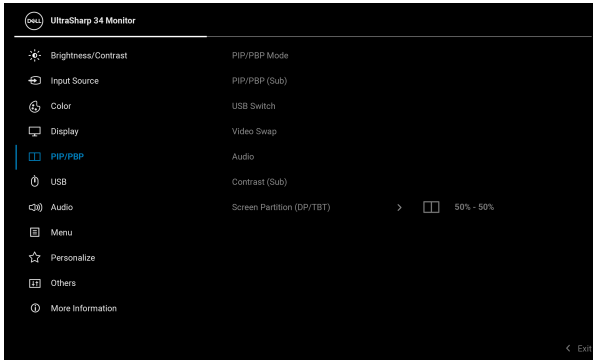 DELL UltraSharp 34 Monitor
Brightness/Contrast PIP/PBP Mode
Input Source PIP/PBP (Sub)
Color USB Switch
Display Video Swap
PIP/PBP Audio
USB Contrast (Sub)
Audio Screen Partition (DP/TBT) 50% - 50%
Menu
Personalize
Others
More Information
Exit